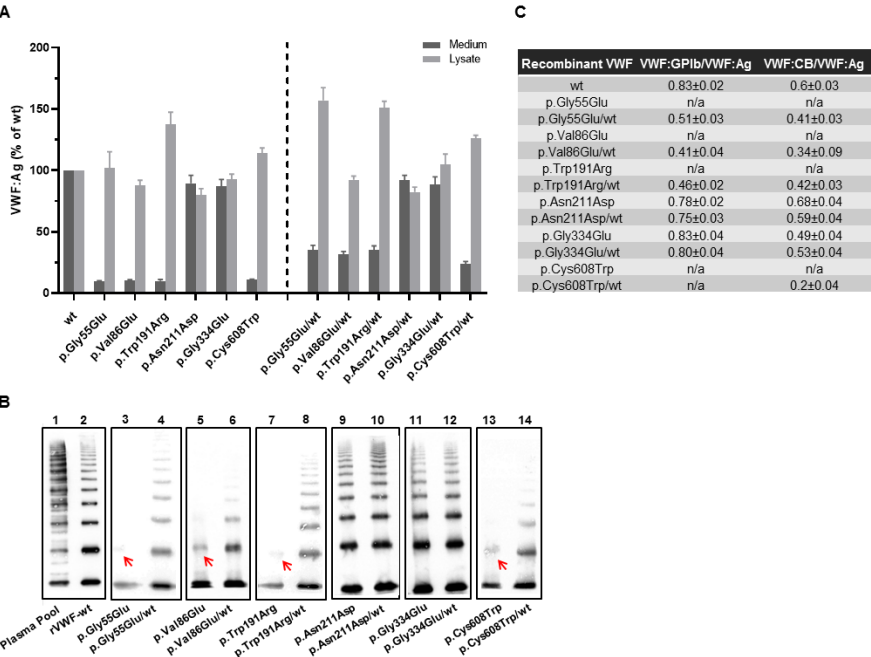 A
C
200
150
100
50
0
VWF:Ag (% of wt)
Medium
Lysate
wt
p.Gly55Glu
p.Val86Glu
p.Trp191Arg
p.Asn211Asp
p.Gly334Glu
p.Cys608Trp
p.Gly55Glu/wt
p.Val86Glu/wt
p.Trp191Arg/wt
p.Asn211Asp/wt
p.Gly334Glu/wt
p.Cys608Trp/wt
Recombinant VWF VWF:GPIb/VWF:Ag VWF:CB/VWF:Ag
wt 0.83±0.02 0.6±0.03
p.Gly55Glu n/a n/a
p.Gly55Glu/wt 0.51±0.03 0.41±0.03
p.Val86Glu n/a n/a
p.Val86Glu/wt 0.41±0.04 0.34±0.09
p.Trp191Arg n/a n/a
p.Trp191Arg/wt 0.46±0.02 0.42±0.03
p.Asn211Asp 0.78±0.02 0.68±0.04
p.Asn211Asp/wt 0.75±0.03 0.59±0.04
p.Gly334Glu 0.83±0.04 0.49±0.04
p.Gly334Glu/wt 0.80±0.04 0.53±0.04
p.Cys608Trp n/a n/a
p.Cys608Trp/wt n/a 0.2±0.04
B
1 2 3 4 5 6 7 8 9 10 11 12 13 14
Plasma Pool
rVWF-wt
p.Gly55Glu
p.Gly55Glu/wt
p.Val86Glu
p.Val86Glu/wt
p.Trp191Arg
p.Trp191Arg/wt
p.Asn211Asp
p.Asn211Asp/wt
p.Gly334Glu
p.Gly334Glu/wt
p.Cys608Trp
p.Cys608Trp/wt